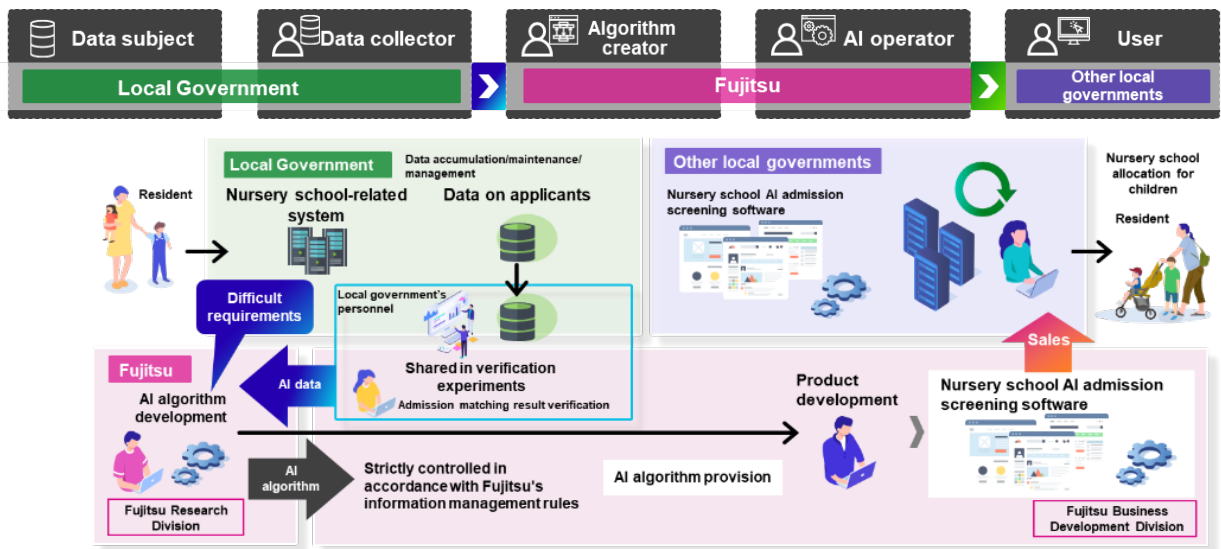 Data subject
Data collector
Algorithm
creator
AI operator
User
Local Government
Fujitsu
Other local
governments
Local Government
Data accumulation/maintenance/
management
Nursery school-related
system
Data on applicants
Resident
Other local governments
Nursery school AI admission
screening software
Nursery school
allocation for
children
Resident
Difficult
requirements
Local government's
personnel
Shared in verification
experiments
Admission matching result verification
AI data
Sales
Fujitsu
AI algorithm
development
Product
development
Nursery school AI admission
screening software
AI
algorithm
Strictly controlled in
accordance with Fujitsu's
information management rules
AI algorithm provision
Fujitsu Research
Division
Fujitsu Business
Development Division